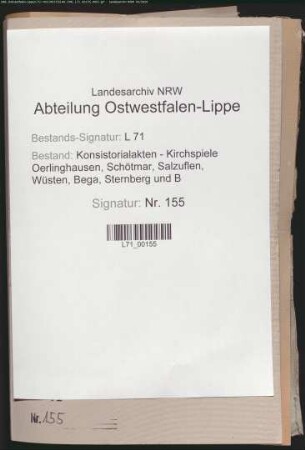 Landesarchiv NRW
Abteilung Ostwestfalen-Lippe
Bestands-Signatur: L 71
Bestand: Konsistorialakten - Kirchspiele
Oerlinghausen, Schötmar, Salzuflen,
Wüsten, Bega, Sternberg und B
Signatur: Nr. 155
L71_00155
Nr. 155